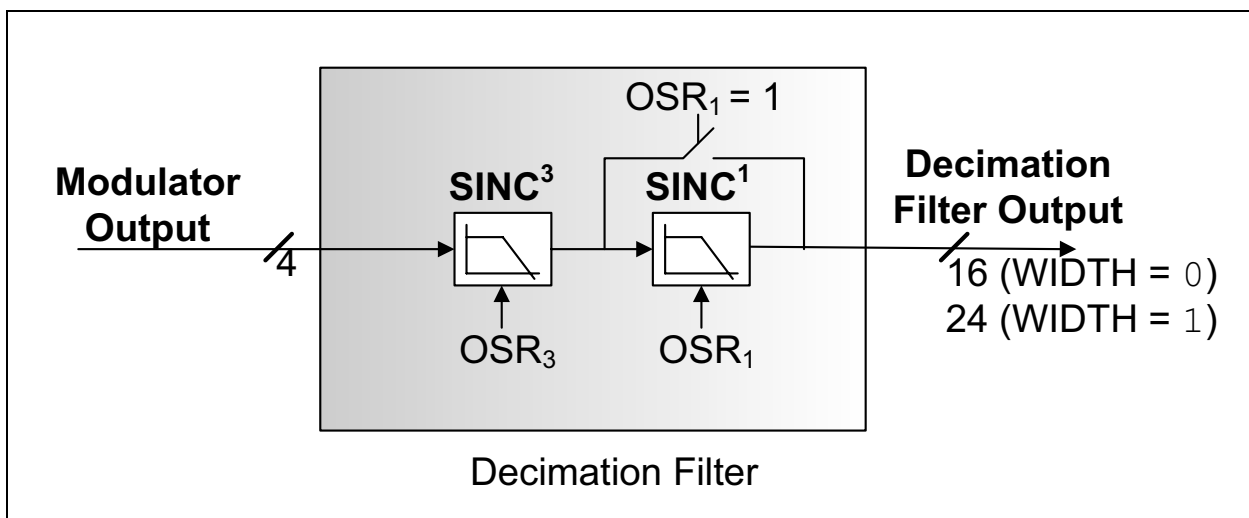 OSR₁ = 1
Modulator
Output
4
SINC³
SINC¹
OSR₃
OSR₁
Decimation
Filter Output
16 (WIDTH = 0)
24 (WIDTH = 1)
Decimation Filter